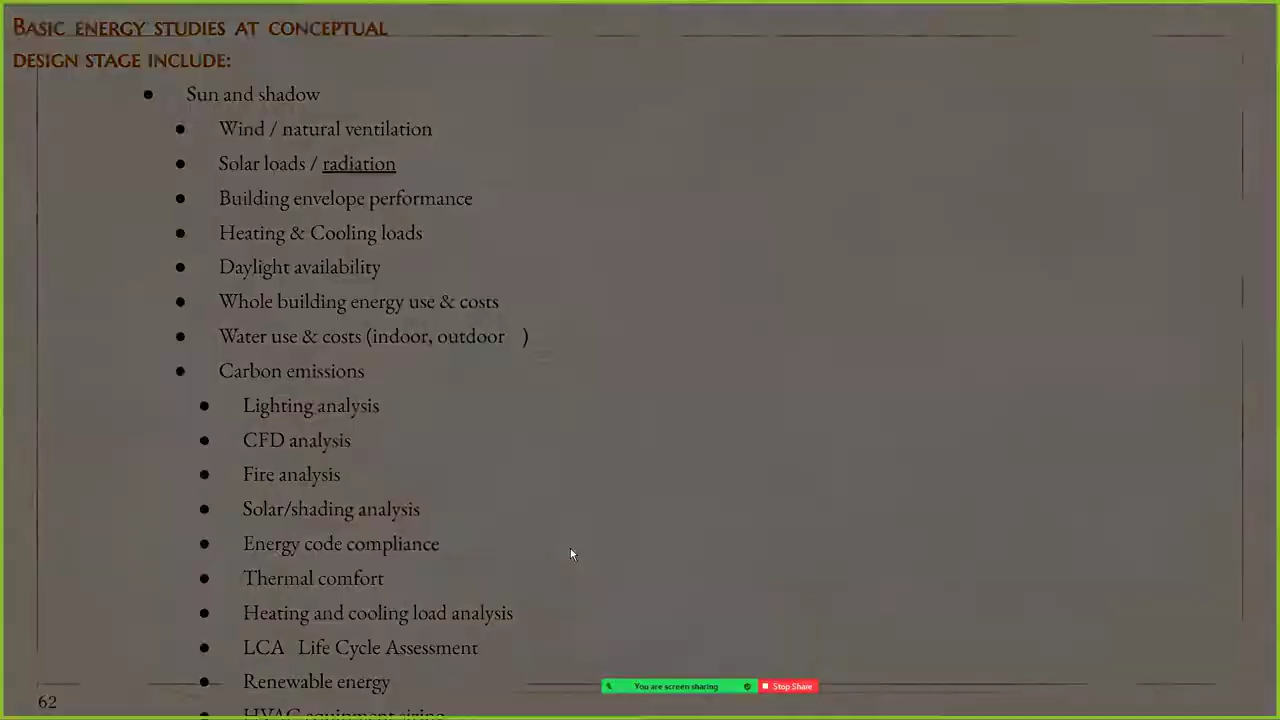 BASIC ENERGY STUDIES AT CONCEPTUAL
DESIGN STAGE INCLUDE:
• Sun and shadow
• Wind / natural ventilation
• Solar loads / radiation
• Building envelope performance
• Heating & Cooling loads
• Daylight availability
• Whole building energy use & costs
• Water use & costs (indoor, outdoor )
• Carbon emissions
• Lighting analysis
• CFD analysis
• Fire analysis
• Solar/shading analysis
• Energy code compliance
• Thermal comfort
• Heating and cooling load analysis
• LCA Life Cycle Assessment
• Renewable energy
• HVAC equipment sizing
62
You are screen sharing
Stop Share